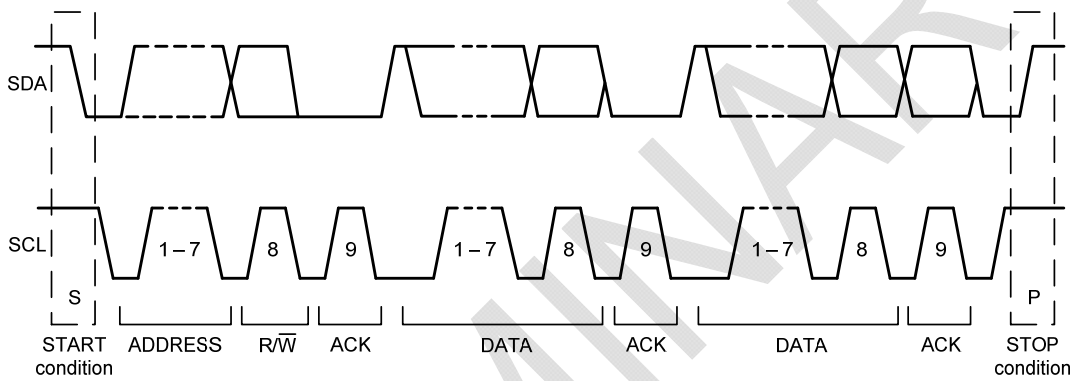 SDA
SCL
1 – 7 8 9 1 – 7 8 9 1 – 7 8 9
S P
START condition ADDRESS R/W̅ ACK DATA ACK DATA ACK STOP condition
MINAR